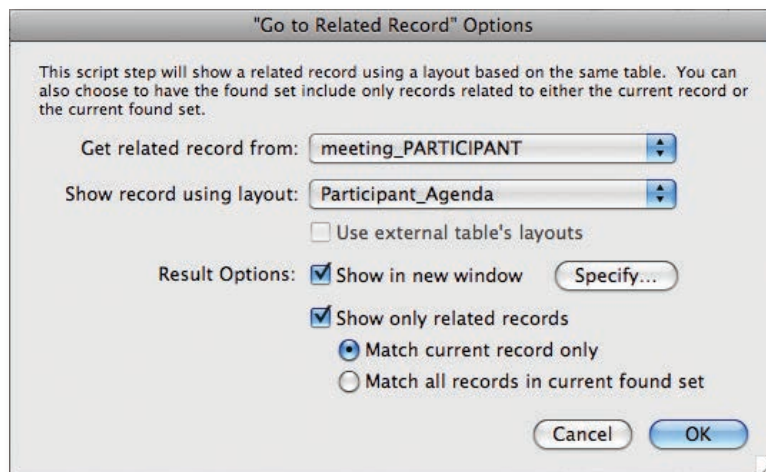 "Go to Related Record" Options
This script step will show a related record using a layout based on the same table. You can
also choose to have the found set include only records related to either the current record or
the current found set.
Get related record from: meeting_PARTICIPANT
Show record using layout: Participant_Agenda
Use external table's layouts
Result Options: Show in new window Specify...
Show only related records
Match current record only
Match all records in current found set
Cancel OK